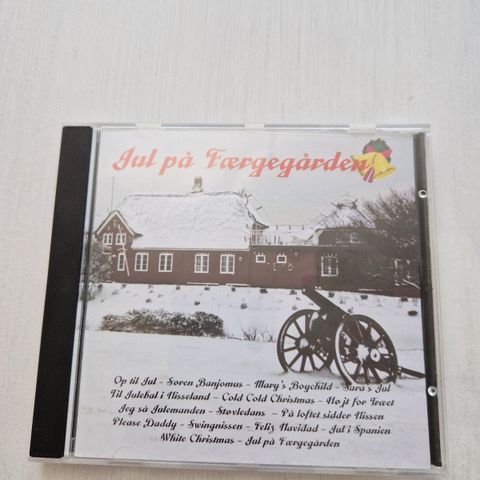 Jul på Færgegården
Op til Jul - Søren Banjomus - Mary's Boychild - Sara's Jul
Til Julebal i Nisseland - Cold Cold Christmas - Højt for Træet
Jeg så Julemanden - Støvledans - På loftet sidder Nissen
Please Daddy - Swingnissen - Feliz Navidad - Jul i Spanien
White Christmas - Jul på Færgegården